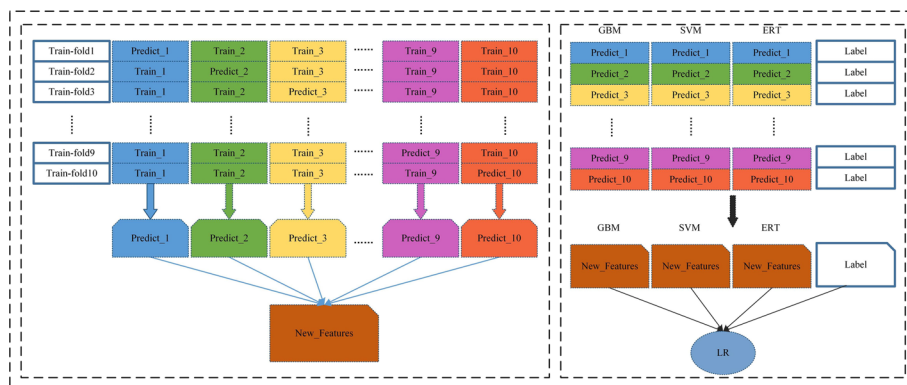 Train-fold1 Predict_1 Train_2 Train_3 ...... Train_9 Train_10
Train-fold2 Train_1 Predict_2 Train_3 ...... Train_9 Train_10
Train-fold3 Train_1 Train_2 Predict_3 ...... Train_9 Train_10
Train-fold9 Train_1 Train_2 Train_3 Predict_9 Train_10
Train-fold10 Train_1 Train_2 Train_3 ...... Train_9 Predict_10
Predict_1 Predict_2 Predict_3 ...... Predict_9 Predict_10
New_Features
GBM SVM ERT
Predict_1 Predict_1 Predict_1 Label
Predict_2 Predict_2 Predict_2 Label
Predict_3 Predict_3 Predict_3 Label
Predict_9 Predict_9 Predict_9 Label
Predict_10 Predict_10 Predict_10 Label
GBM SVM ERT
New_Features New_Features New_Features Label
LR